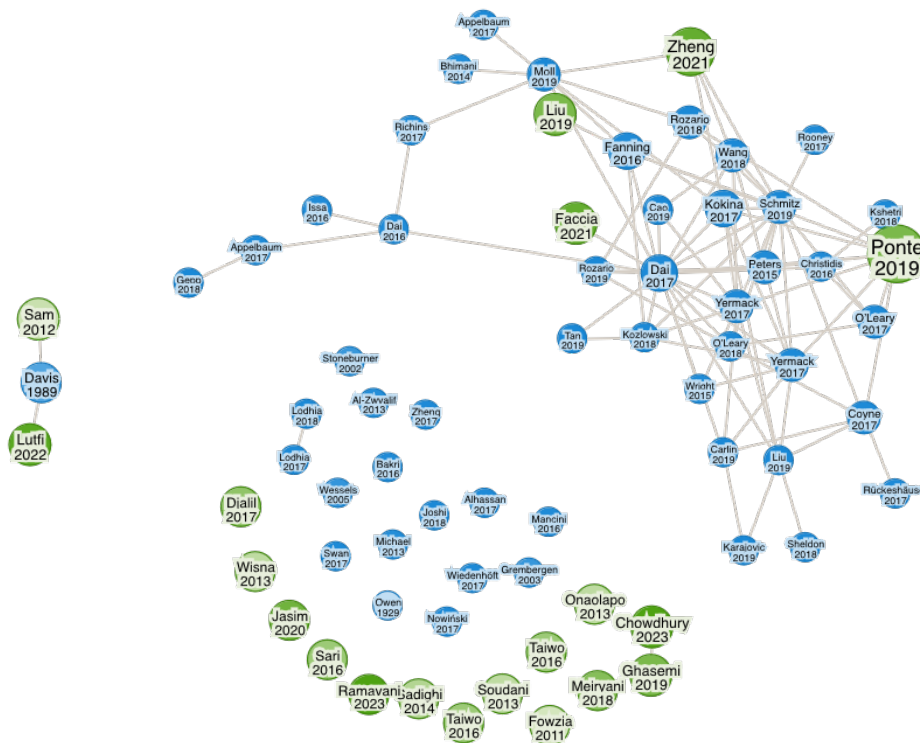 Appelbaum
2017
Zheng
2021
Bhimani
2014
Moll
2019
Liu
2019
Richins
2017
Rozario
2018
Fanning
2016
Wang
2018
Rooney
2017
Issa
2016
Cao
2019
Kokina
2017
Schmitz
2019
Kshetri
2018
Faccia
2021
Dai
2016
Appelbaum
2017
Ponte
2019
Gepp
2018
Rozario
2019
Dai
2017
Peters
2015
Christidis
2016
Sam
2012
Yermack
2017
O'Leary
2017
Tan
2019
Kozlowski
2018
O'Leary
2018
Yermack
2017
Stoneburner
2002
Davis
1989
Wright
2015
Al-Zwyalif
2013
Lodhia
2018
Zheng
2017
Coyne
2017
Lutfi
2022
Lodhia
2017
Bakri
2016
Carlin
2019
Liu
2019
Wessels
2005
Rückeshäuse
2017
Djalil
2017
Joshi
2018
Alhassan
2017
Mancini
2016
Swan
2017
Michael
2013
Karajovic
2019
Sheldon
2018
Wisna
2013
Wiedenhöft
2017
Grembergen
2003
Owen
1929
Nowiński
2017
Onaolapo
2013
Jasim
2020
Chowdhury
2023
Sari
2016
Taiwo
2016
Ghasemi
2019
Ramayani
2023
Sadighi
2014
Soudani
2013
Meiryani
2018
Taiwo
2016
Fowzia
2011